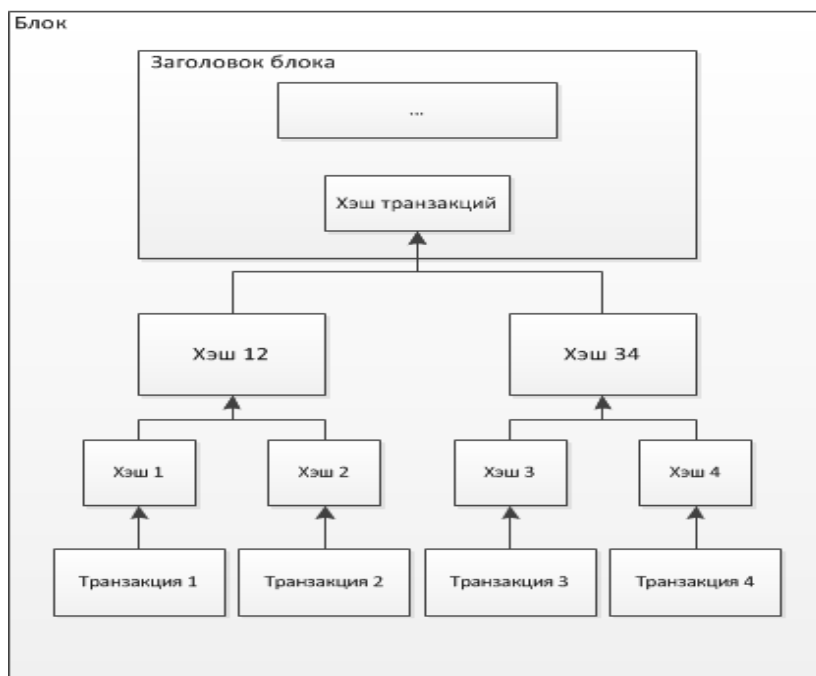 Блок
Заголовок блока
...
Хэш транзакций
Хэш 12
Хэш 34
Хэш 1
Хэш 2
Хэш 3
Хэш 4
Транзакция 1
Транзакция 2
Транзакция 3
Транзакция 4